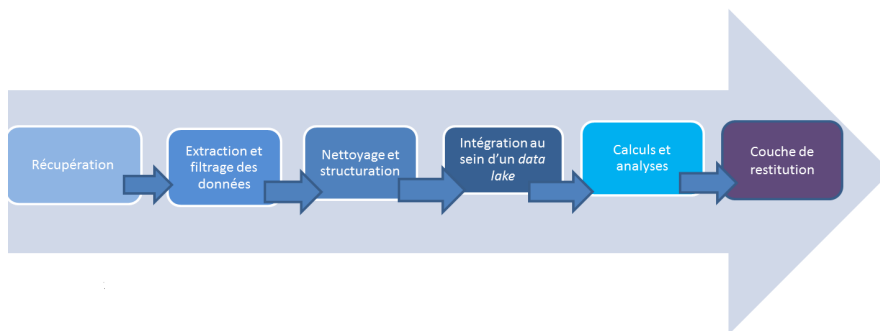 Récupération
Extraction et
filtrage des
données
Nettoyage et
structuration
Intégration au
sein d'un data
lake
Calculs et
analyses
Couche de
restitution